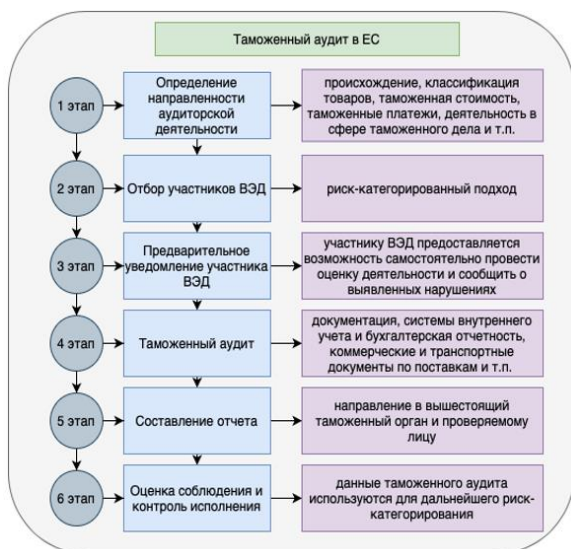 Таможенный аудит в ЕС
1 этап
Определение
направленности
аудиторской
деятельности
происхождение, классификация
товаров, таможенная стоимость,
таможенные платежи, деятельность в
сфере таможенного дела и т.п.
2 этап
Отбор участников ВЭД
риск-категорированный подход
3 этап
Предварительное
уведомление участника
ВЭД
участнику ВЭД предоставляется
возможность самостоятельно провести
оценку деятельности и сообщить о
выявленных нарушениях
4 этап
Таможенный аудит
документация, системы внутреннего
учета и бухгалтерская отчетность,
коммерческие и транспортные
документы по поставкам и т.п.
5 этап
Составление отчета
направление в вышестоящий
таможенный орган и проверяемому
лицу
6 этап
Оценка соблюдения и
контроль исполнения
данные таможенного аудита
используются для дальнейшего риск-
категорирования